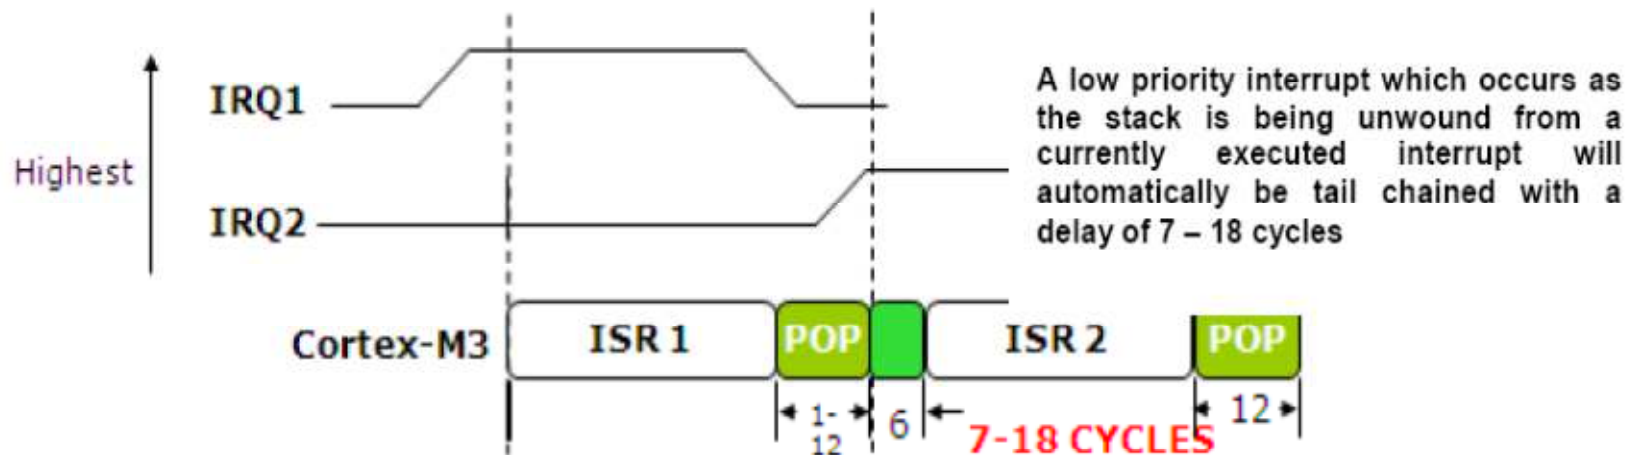 IRQ1
Highest
IRQ2
A low priority interrupt which occurs as
the stack is being unwound from a
currently executed interrupt will
automatically be tail chained with a
delay of 7 – 18 cycles
Cortex-M3
ISR 1
POP
ISR 2
POP
1-
12
6
7-18 CYCLES
12